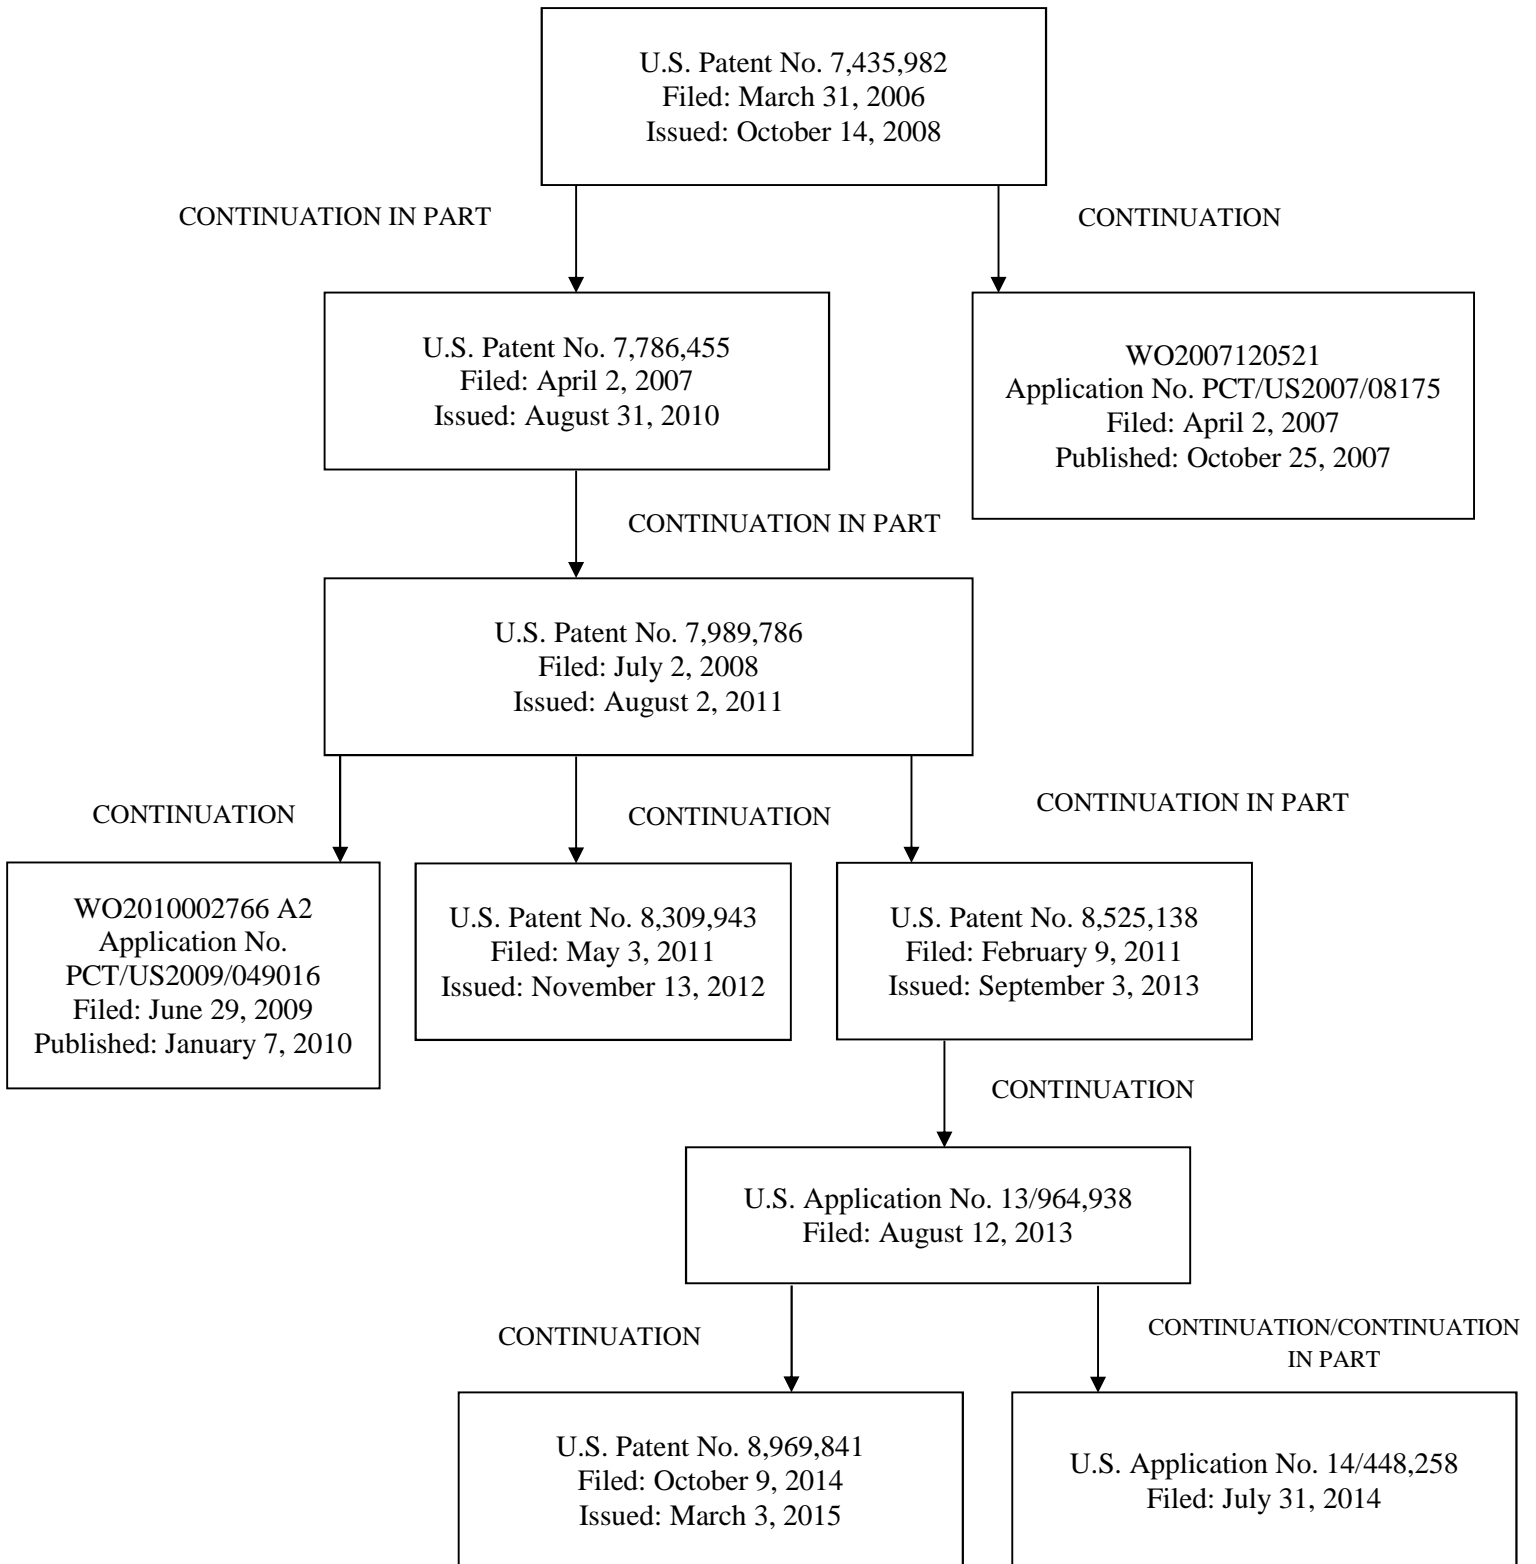 U.S. Patent No. 7,435,982
Filed: March 31, 2006
Issued: October 14, 2008
CONTINUATION IN PART
CONTINUATION
U.S. Patent No. 7,786,455
Filed: April 2, 2007
Issued: August 31, 2010
WO2007120521
Application No. PCT/US2007/08175
Filed: April 2, 2007
Published: October 25, 2007
CONTINUATION IN PART
U.S. Patent No. 7,989,786
Filed: July 2, 2008
Issued: August 2, 2011
CONTINUATION
CONTINUATION
CONTINUATION IN PART
WO2010002766 A2
Application No.
PCT/US2009/049016
Filed: June 29, 2009
Published: January 7, 2010
U.S. Patent No. 8,309,943
Filed: May 3, 2011
Issued: November 13, 2012
U.S. Patent No. 8,525,138
Filed: February 9, 2011
Issued: September 3, 2013
CONTINUATION
U.S. Application No. 13/964,938
Filed: August 12, 2013
CONTINUATION
CONTINUATION/CONTINUATION
IN PART
U.S. Patent No. 8,969,841
Filed: October 9, 2014
Issued: March 3, 2015
U.S. Application No. 14/448,258
Filed: July 31, 2014